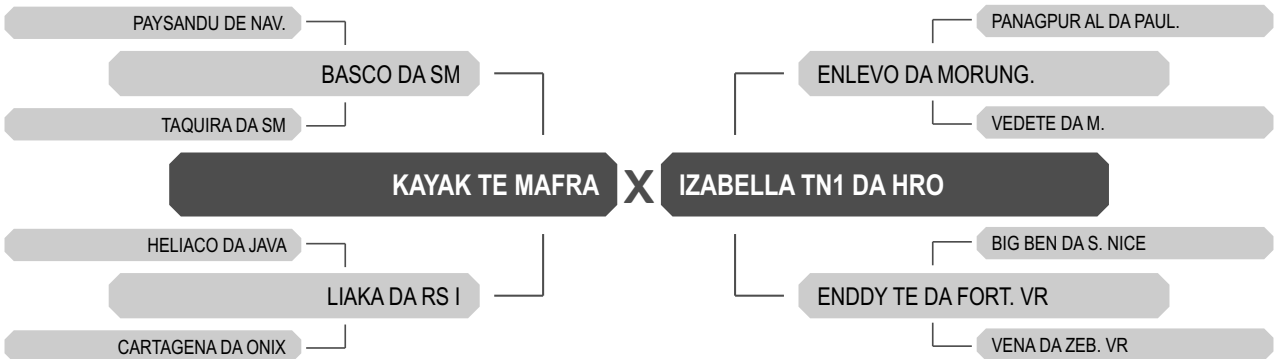 PAYSANDU DE NAV.
PANAGPUR AL DA PAUL.
BASCO DA SM
ENLEVO DA MORUNG.
TAQUIRA DA SM
VEDETE DA M.
KAYAK TE MAFRA X IZABELLA TN1 DA HRO
HELIACO DA JAVA
BIG BEN DA S. NICE
LIAKA DA RS I
ENDDY TE DA FORT. VR
CARTAGENA DA ONIX
VENA DA ZEB. VR